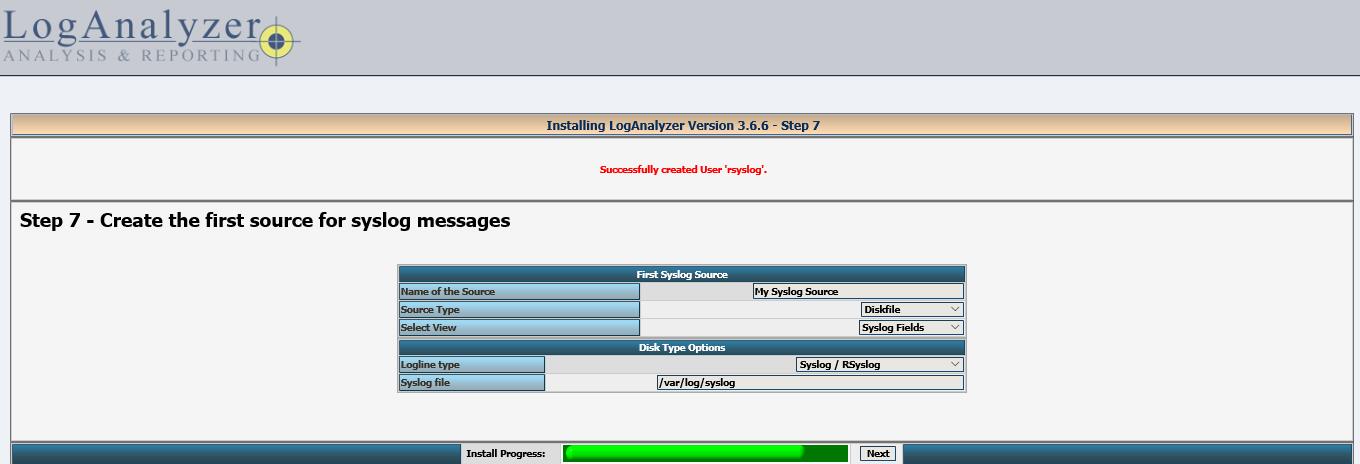 LogAnalyzer
ANALYSIS & REPORTING
Installing LogAnalyzer Version 3.6.6 - Step 7
Successfully created User 'rsyslog'.
Step 7 - Create the first source for syslog messages
First Syslog Source
Name of the Source My Syslog Source
Source Type Diskfile
Select View Syslog Fields
Disk Type Options
Logline type Syslog / RSyslog
Syslog file /var/log/syslog
Install Progress: Next